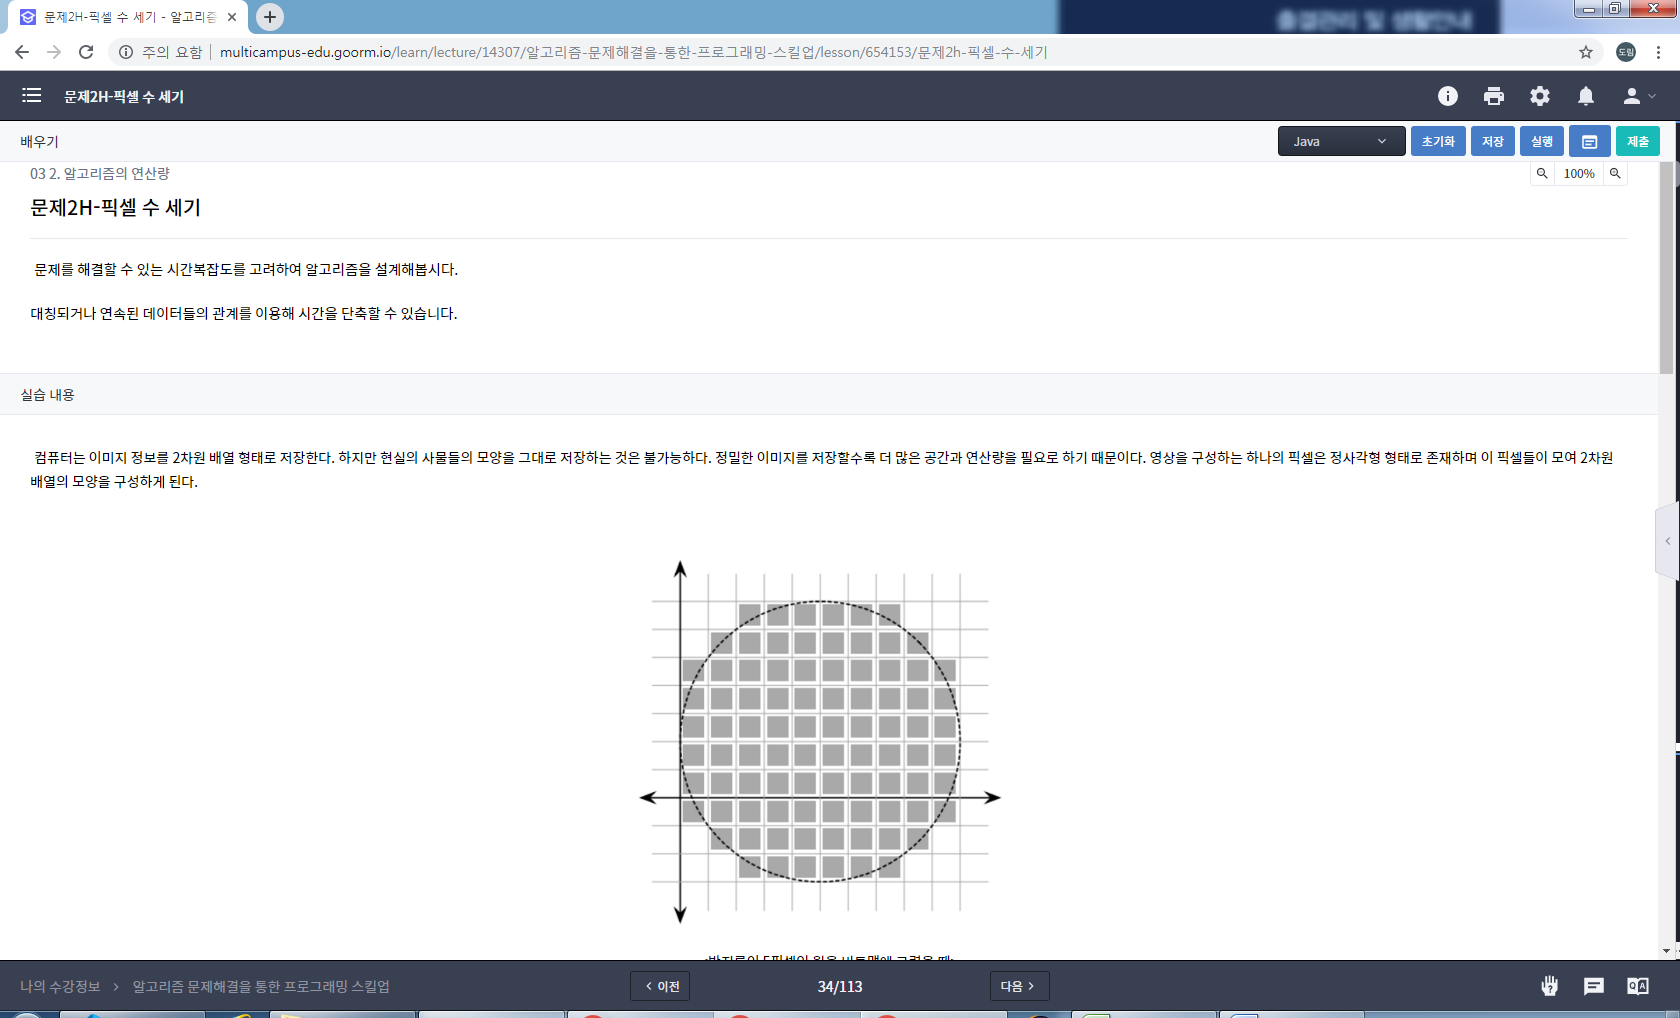 문제2H-픽셀 수 세기 - 알고리즘
출결관리 및 생활안내
주의 요함 | multicampus-edu.goorm.io/learn/lecture/14307/알고리즘-문제해결을-통한-프로그래밍-스킬업/lesson/654153/문제2h-픽셀-수-세기
도림
문제2H-픽셀 수 세기
배우기
Java
초기화
저장
실행
제출
03 2. 알고리즘의 연산량
100%
문제2H-픽셀 수 세기
문제를 해결할 수 있는 시간복잡도를 고려하여 알고리즘을 설계해봅시다.
대칭되거나 연속된 데이터들의 관계를 이용해 시간을 단축할 수 있습니다.
실습 내용
컴퓨터는 이미지 정보를 2차원 배열 형태로 저장한다. 하지만 현실의 사물들의 모양을 그대로 저장하는 것은 불가능하다. 정밀한 이미지를 저장할수록 더 많은 공간과 연산량을 필요로 하기 때문이다. 영상을 구성하는 하나의 픽셀은 정사각형 형태로 존재하며 이 픽셀들이 모여 2차원
배열의 모양을 구성하게 된다.
나의 수강정보 > 알고리즘 문제해결을 통한 프로그래밍 스킬업
< 이전
34/113
다음 >
Q A